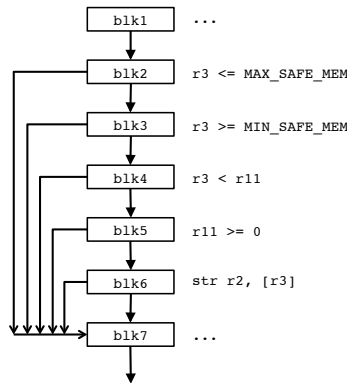 blk1 ...
blk2 r3 <= MAX_SAFE_MEM
blk3 r3 >= MIN_SAFE_MEM
blk4 r3 < r11
blk5 r11 >= 0
blk6 str r2, [r3]
blk7 ...